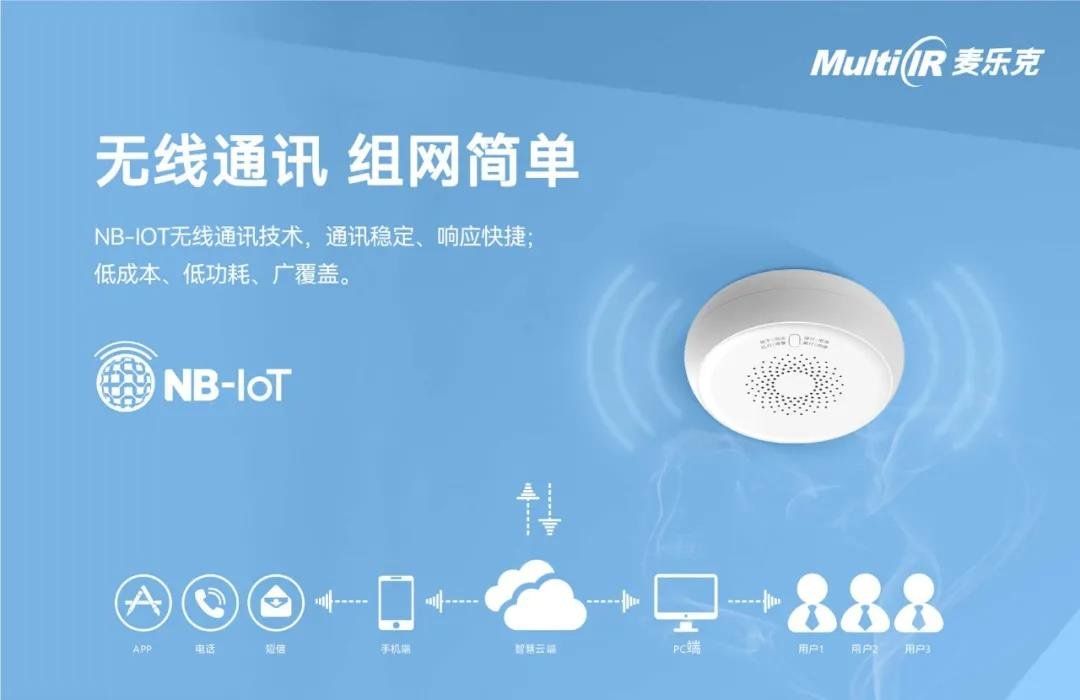 MultiIR 麦乐克
无线通讯 组网简单
NB-IOT无线通讯技术，通讯稳定、响应快捷；
低成本、低功耗、广覆盖。
NB-IoT
APP 电话 短信 手机端 智慧云端 PC端 用户1 用户2 用户3